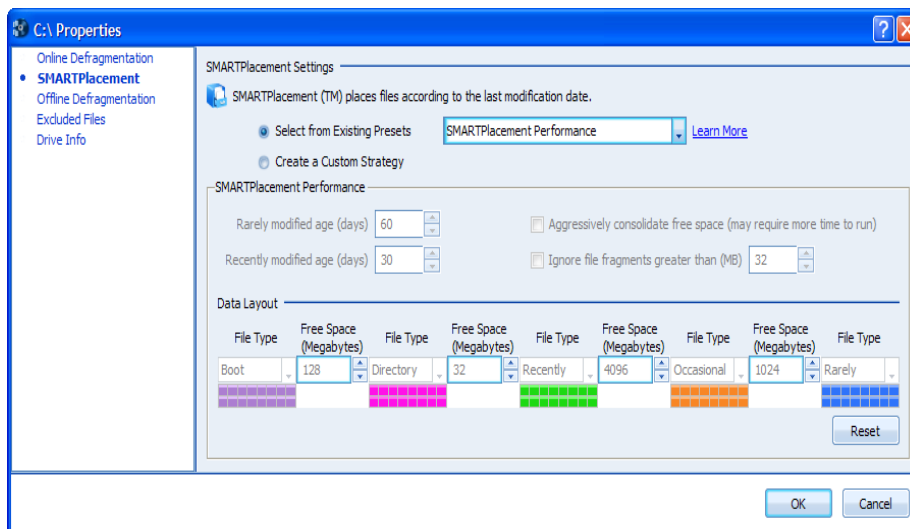 C:\ Properties
Online Defragmentation
SMARTPlacement
Offline Defragmentation
Excluded Files
Drive Info
SMARTPlacement Settings
SMARTPlacement (TM) places files according to the last modification date.
Select from Existing Presets SMARTPlacement Performance Learn More
Create a Custom Strategy
SMARTPlacement Performance
Rarely modified age (days) 60 Aggressively consolidate free space (may require more time to run)
Recently modified age (days) 30 Ignore file fragments greater than (MB) 32
Data Layout
File Type Free Space (Megabytes) File Type Free Space (Megabytes) File Type Free Space (Megabytes) File Type Free Space (Megabytes) File Type
Boot 128 Directory 32 Recently 4096 Occasional 1024 Rarely
Reset
OK Cancel